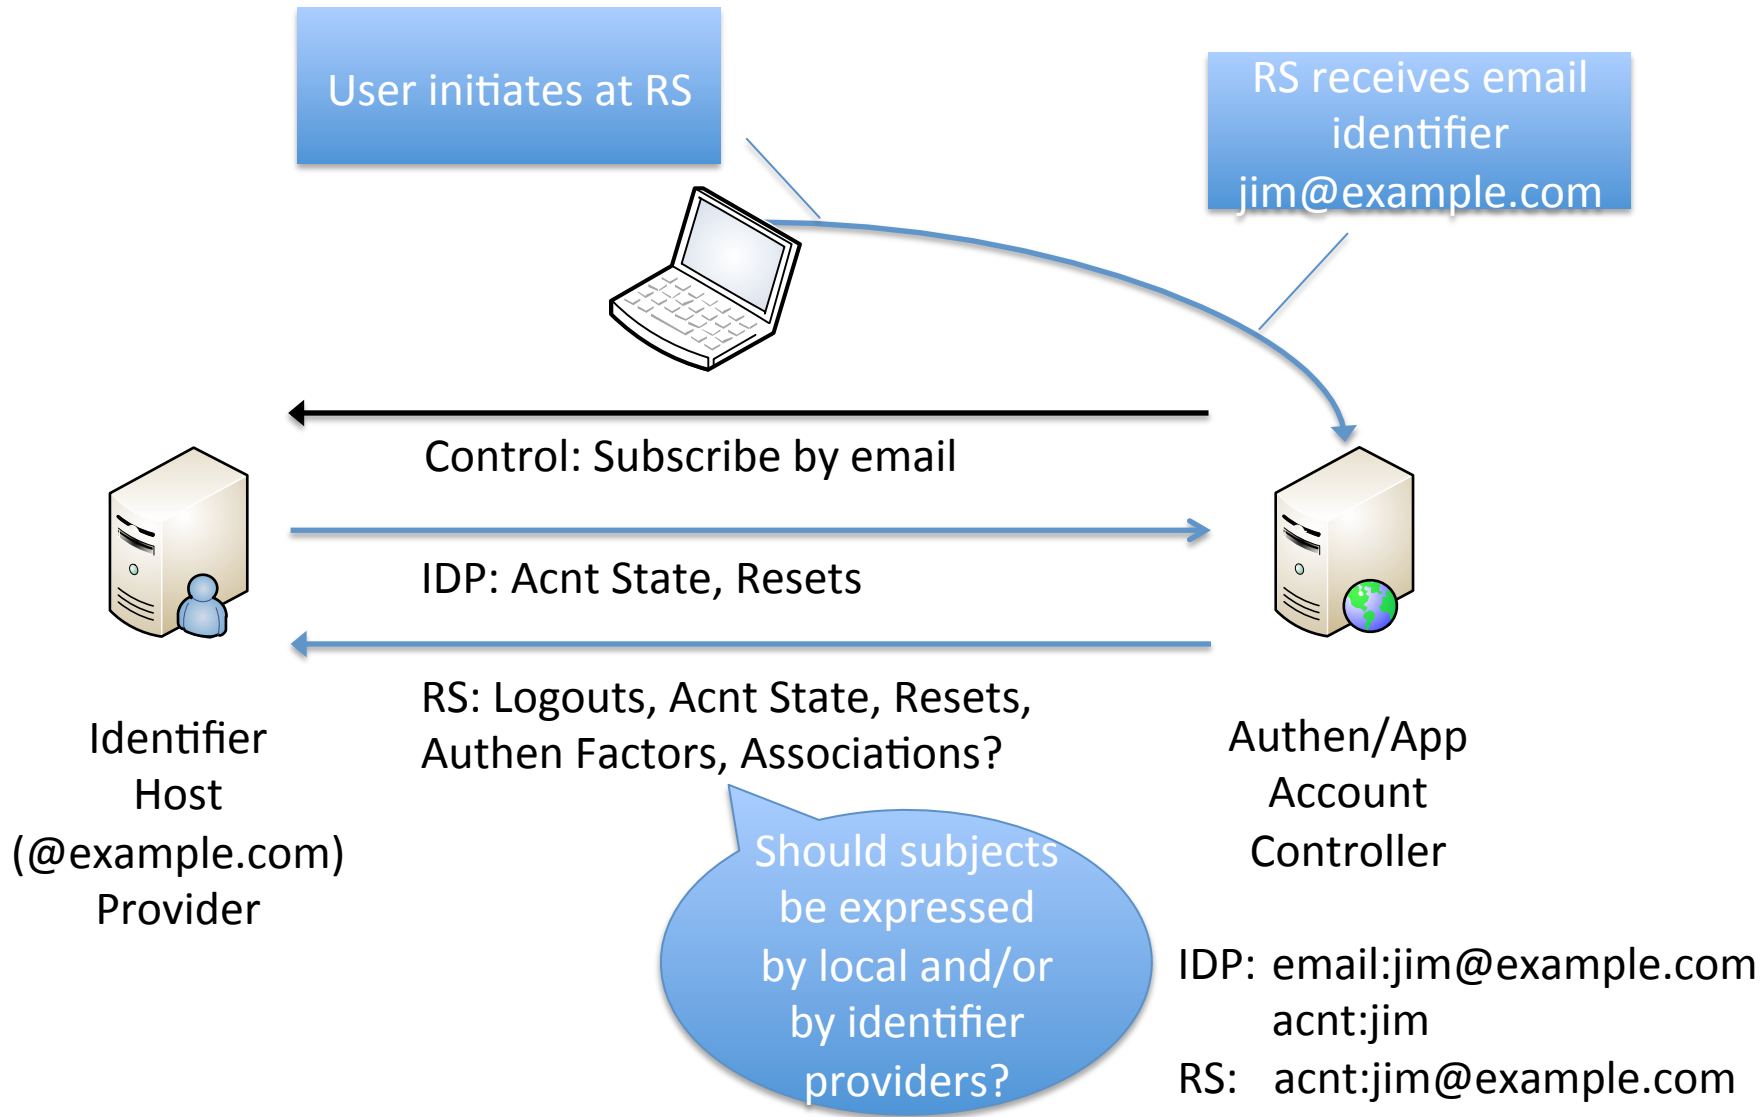 User initiates at RS
RS receives email
identifier
jim@example.com
Control: Subscribe by email
IDP: Acnt State, Resets
RS: Logouts, Acnt State, Resets,
Authen Factors, Associations?
Identifier
Host
(@example.com)
Provider
Authen/App
Account
Controller
Should subjects
be expressed
by local and/or
by identifier
providers?
IDP: email:jim@example.com
acnt:jim
RS: acnt:jim@example.com